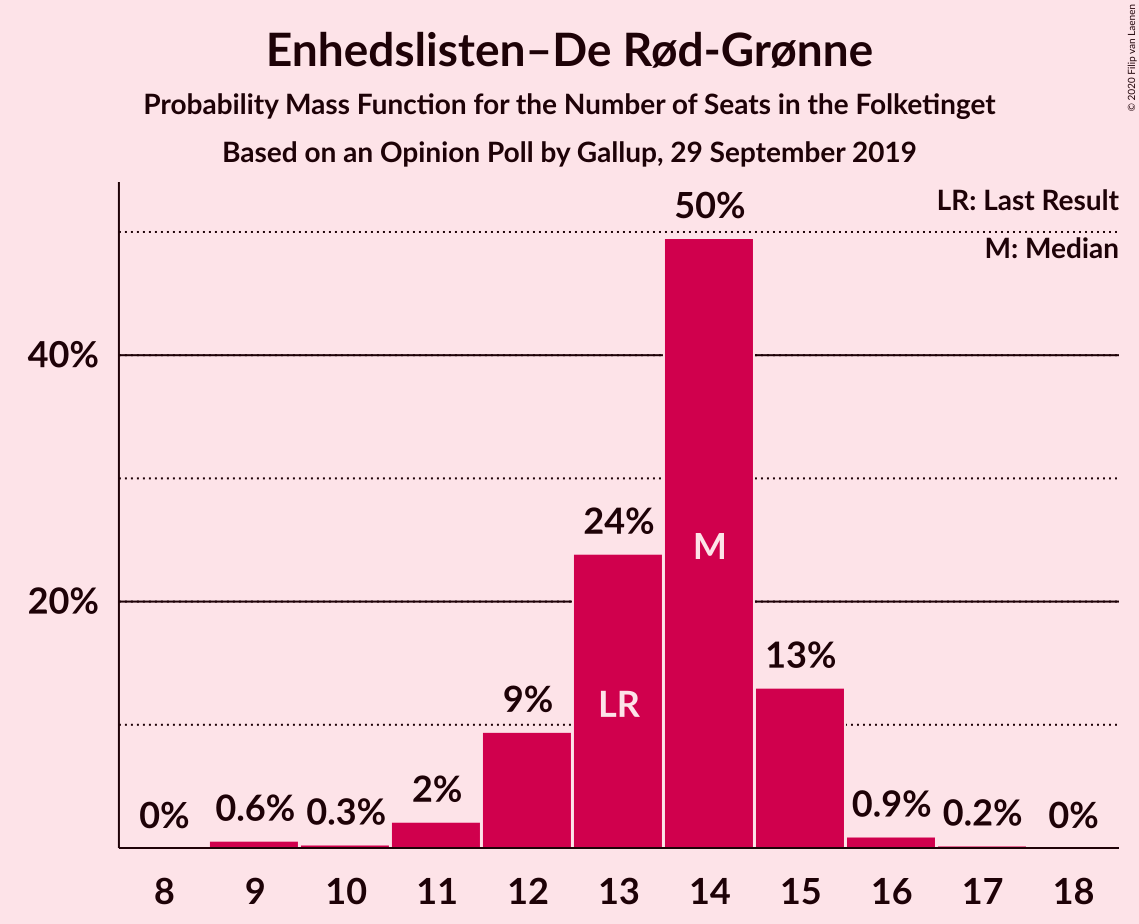 Enhedslisten–De Rød-Grønne
Probability Mass Function for the Number of Seats in the Folketinget
Based on an Opinion Poll by Gallup, 29 September 2019
© 2020 Filip van Laenen
LR: Last Result
M: Median
40%
20%
0%
0.6%
0.3%
2%
9%
24%
50%
13%
0.9%
0.2%
0%
LR
M
8 9 10 11 12 13 14 15 16 17 18